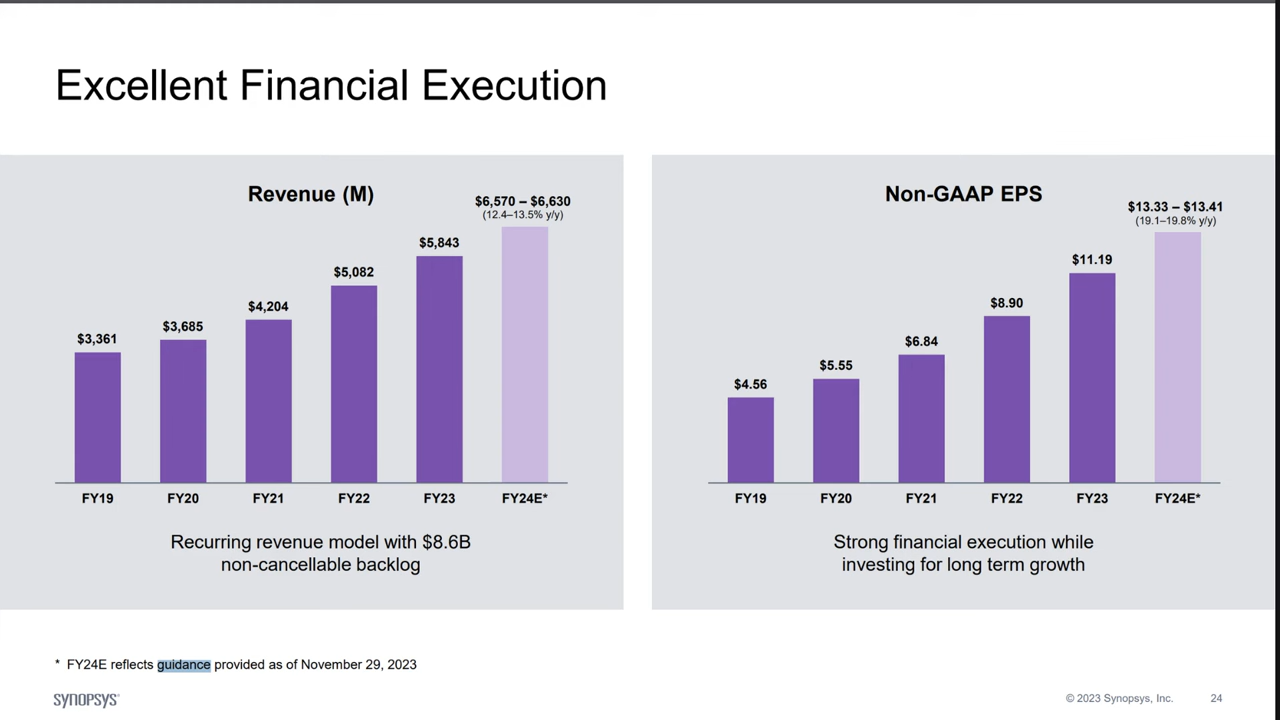 Excellent Financial Execution
Revenue (M)
$6,570 – $6,630
(12.4–13.5% y/y)
$5,843
$5,082
$4,204
$3,685
$3,361
FY19 FY20 FY21 FY22 FY23 FY24E*
Recurring revenue model with $8.6B
non-cancellable backlog
Non-GAAP EPS
$13.33 – $13.41
(19.1–19.8% y/y)
$11.19
$8.90
$6.84
$5.55
$4.56
FY19 FY20 FY21 FY22 FY23 FY24E*
Strong financial execution while
investing for long term growth
* FY24E reflects guidance provided as of November 29, 2023
SYNOPSYS®
© 2023 Synopsys, Inc. 24